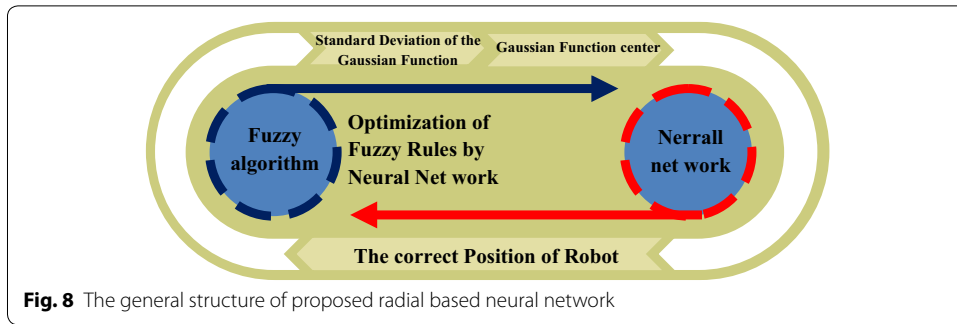 Standard Deviation of the
Gaussian Function
Gaussian Function center
Fuzzy
algorithm
Optimization of
Fuzzy Rules by
Neural Net work
Nerrall
net work
The correct Position of Robot
Fig. 8 The general structure of proposed radial based neural network